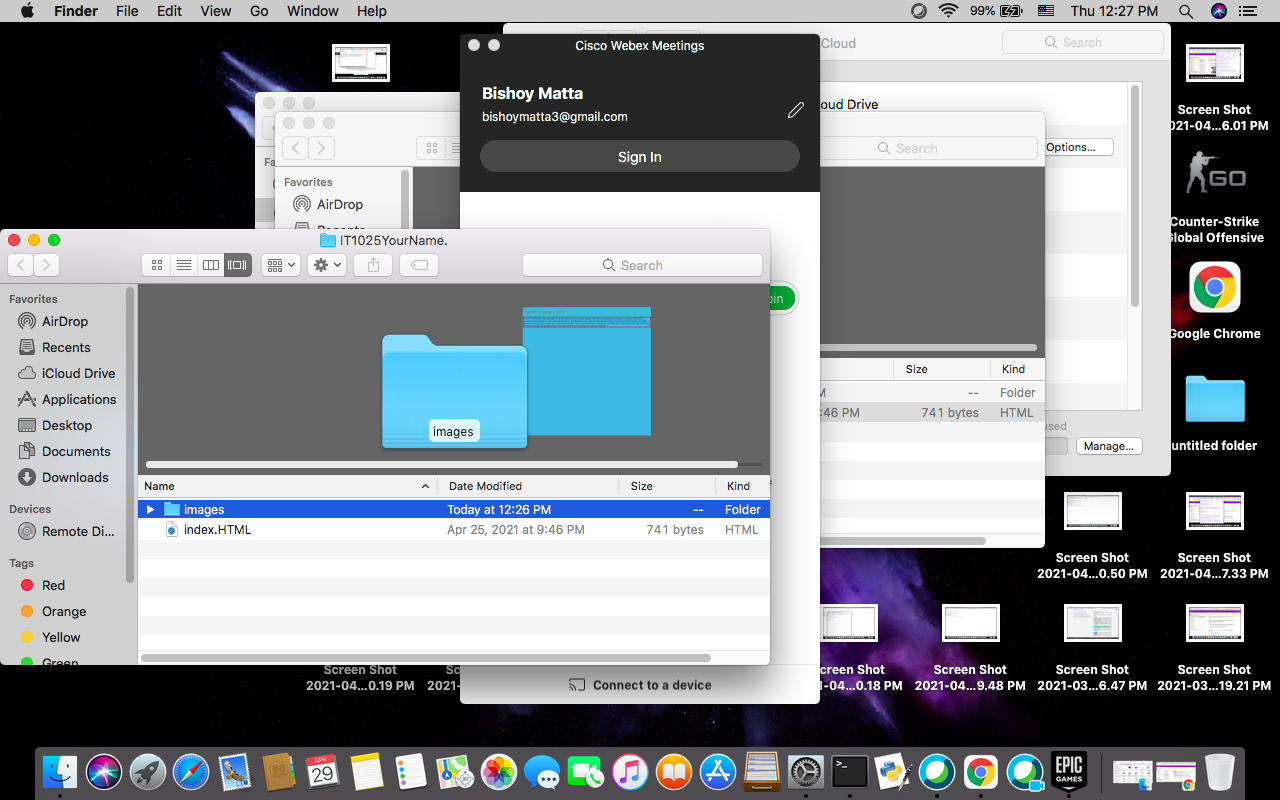 Finder File Edit View Go Window Help 99% Thu 12:27 PM
Cisco Webex Meetings
Bishoy Matta
bishoymatta3@gmail.com
Sign In
Cloud
Search
oud Drive
Options...
Search
Fa
Favorites
AirDrop
Recents
oin
Size Kind
M -- Folder
:46 PM 741 bytes HTML
used
Manage...
IT1025YourName.
Search
Favorites
AirDrop
Recents
iCloud Drive
Applications
Desktop
Documents
Downloads
Devices
Remote Di...
Tags
Red
Orange
Yellow
Green
images
Name Date Modified Size Kind
images Today at 12:26 PM -- Folder
index.HTML Apr 25, 2021 at 9:46 PM 741 bytes HTML
Connect to a device
Screen Shot
2021-04...6.01 PM
GO
Counter-Strike
Global Offensive
Google Chrome
untitled folder
Screen Shot
2021-04...0.50 PM
Screen Shot
2021-04...7.33 PM
Screen Shot
2021-04...0.19 PM
2021-
creen Shot
1-04...0.18 PM
Screen Shot
2021-04...9.48 PM
Screen Shot
2021-03...6.47 PM
Screen Shot
2021-03...19.21 PM
APR
29
EPIC
GAMES